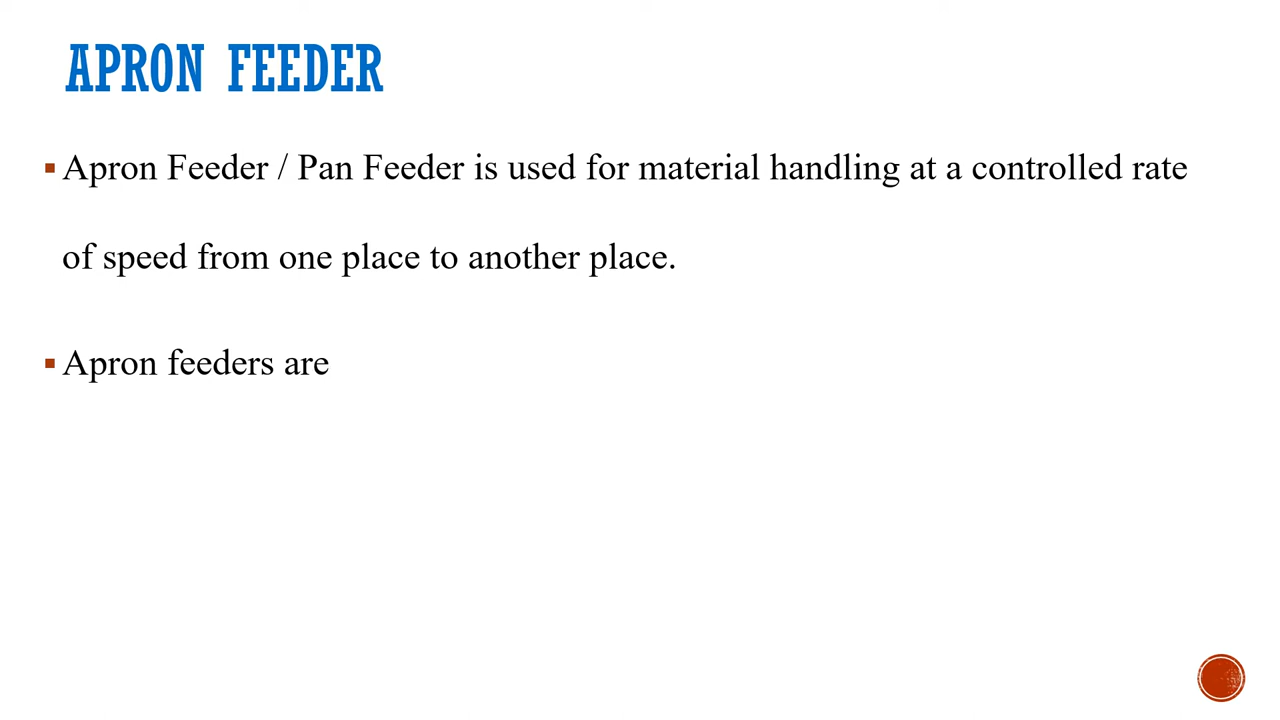 APRON FEEDER
▪ Apron Feeder / Pan Feeder is used for material handling at a controlled rate
of speed from one place to another place.
▪ Apron feeders are